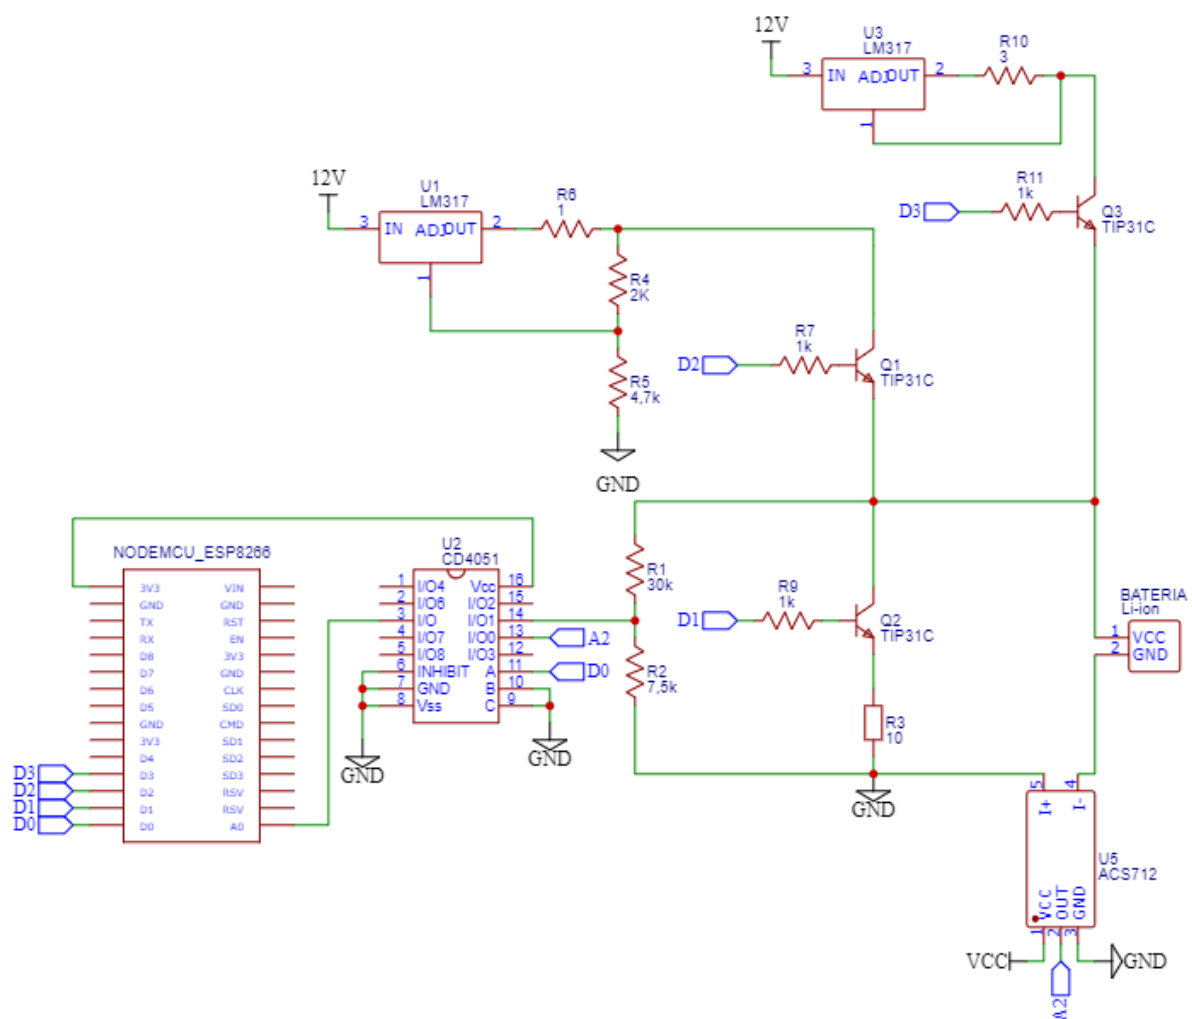 12V
U3
LM317
R10
3
3
IN
ADJ
OUT
2
1
12V
U1
LM317
R6
1
3
IN
ADJ
OUT
2
1
D3
R11
1k
Q3
TIP31C
R4
2K
R5
4,7k
GND
D2
R7
1k
Q1
TIP31C
NODEMCU_ESP8266
3V3
VIN
GND
GND
TX
RST
RX
EN
D8
3V3
D7
GND
D6
CLK
D5
SD0
GND
CMD
3V3
SD1
D4
SD2
D3
D3
SD3
D2
D2
RSV
D1
D1
RSV
D0
D0
A0
U2
CD4051
1
I/O4
Vcc
16
2
I/O6
I/O2
15
3
I/O
I/O1
14
4
I/O7
I/O0
13
A2
5
I/O8
I/O3
12
6
INHIBIT
A
11
D0
7
GND
B
10
8
Vss
C
9
GND
GND
R1
30k
R2
7,5k
D1
R9
1k
Q2
TIP31C
R3
10
GND
BATERIA
Li-ion
1
VCC
2
GND
5
4
I+
I-
U5
ACS712
VCC
OUT
GND
1
2
3
VCC
GND
A2